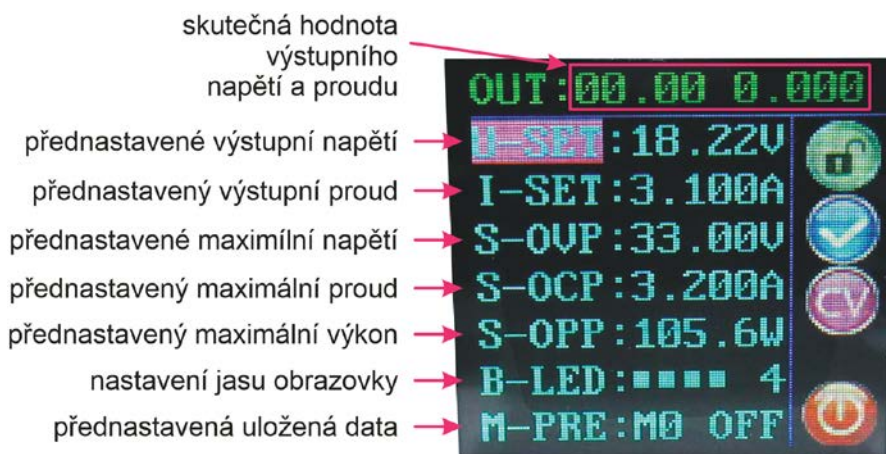 skutečná hodnota
výstupního
napětí a proudu
OUT:00.00 0.000
přednastavené výstupní napětí
U-SET:18.22V
přednastavený výstupní proud
I-SET:3.100A
přednastavené maximílní napětí
S-OVP:33.00V
přednastavený maximální proud
S-OCP:3.200A
přednastavený maximální výkon
S-OPP:105.6W
nastavení jasu obrazovky
B-LED:▪▪▪▪ 4
přednastavená uložená data
M-PRE:M0 OFF
CV